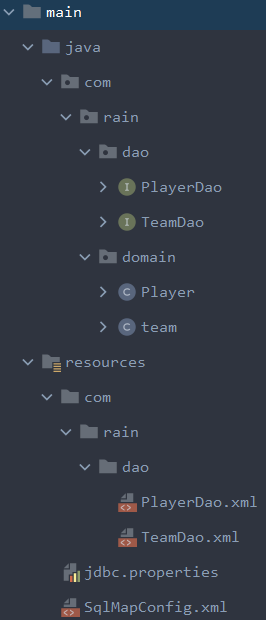 main
java
com
rain
dao
PlayerDao
TeamDao
domain
Player
team
resources
com
rain
dao
PlayerDao.xml
TeamDao.xml
jdbc.properties
SqlMapConfig.xml